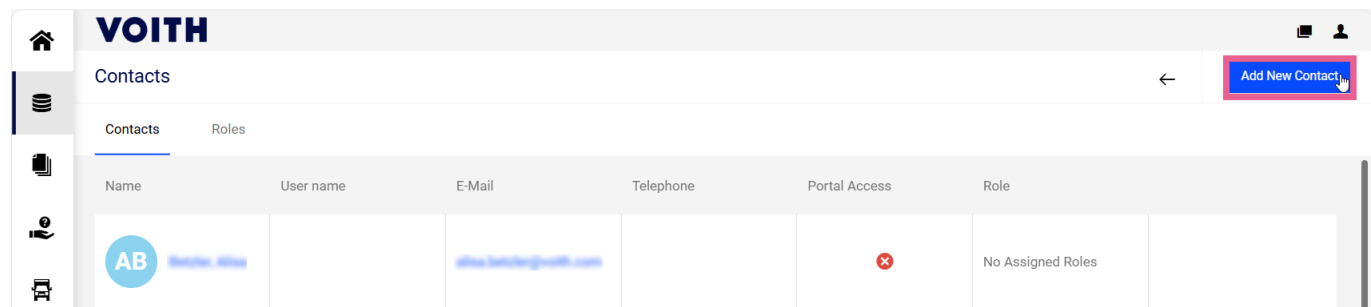 VOITH
Contacts
Add New Contact
Contacts Roles
Name User name E-Mail Telephone Portal Access Role
AB No Assigned Roles